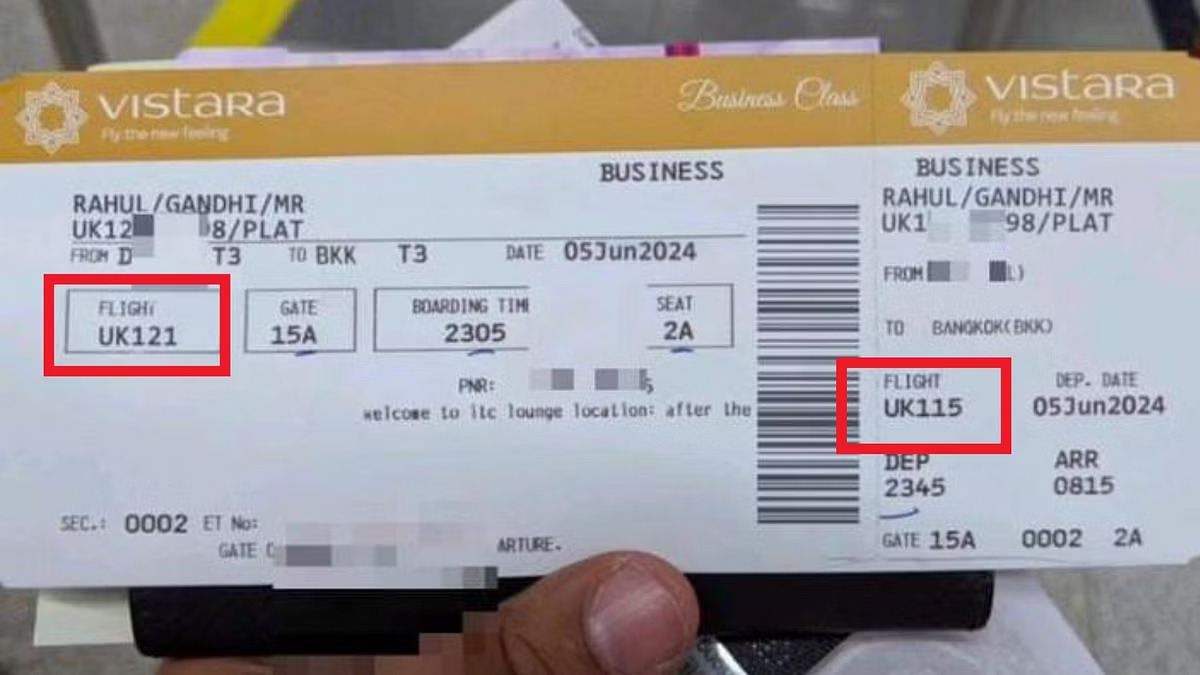 VISTARA
Fly the new feeling
Business Class
BUSINESS
RAHUL/GANDHI/MR
UK12 8/PLAT
FROM D T3 TO BKK T3 DATE 05Jun2024
FLIGHT GATE BOARDING TIM SEAT
UK121 15A 2305 2A
PNR:
welcome to itc lounge location: after the
SEC.: 0002 ET No:
GATE C ARTURE.
VISTARA
Fly the new feeling
BUSINESS
RAHUL/GANDHI/MR
UK1 98/PLAT
FROM L)
TO BANGKOK(BKK)
FLIGHT DEP. DATE
UK115 05Jun2024
DEP ARR
2345 0815
GATE 15A 0002 2A